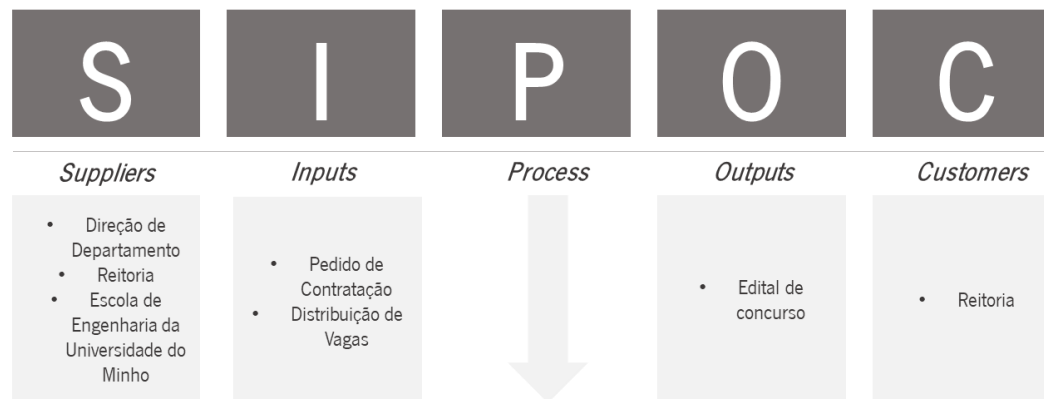 S I P O C
Suppliers Inputs Process Outputs Customers
• Direção de
Departamento
• Reitoria
• Escola de
Engenharia da
Universidade do
Minho
• Pedido de
Contratação
• Distribuição de
Vagas
• Edital de
concurso
• Reitoria